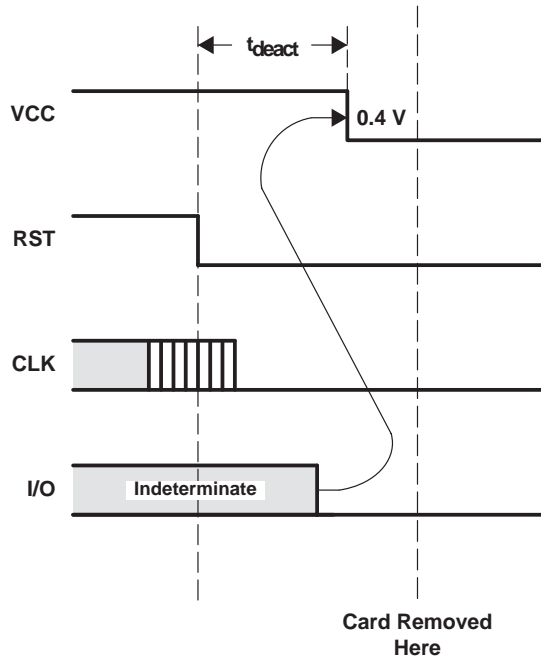 tdeact
VCC
0.4 V
RST
CLK
I/O
Indeterminate
Card Removed
Here